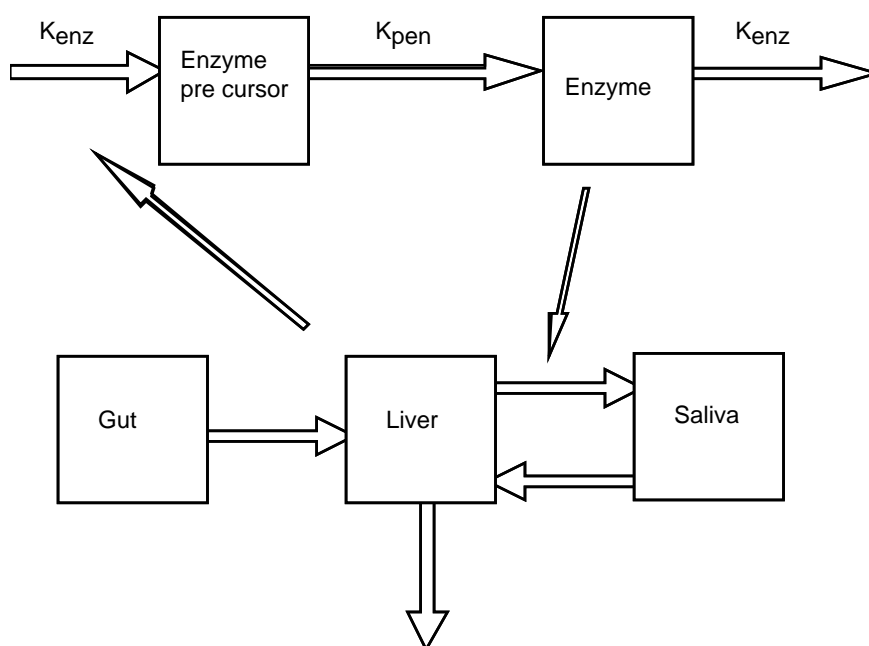 Kenz
Kpen
Kenz
Enzyme
pre cursor
Enzyme
Gut
Liver
Saliva